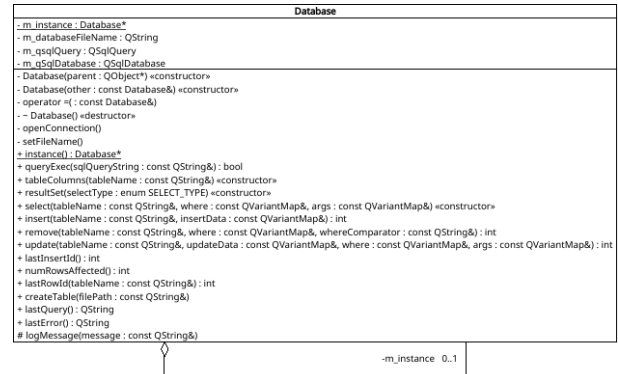 Database
- m_instance : Database*
- m_databaseFileName : QString
- m_qsqlQuery : QSqlQuery
- m_qSqlDatabase : QSqlDatabase
- Database(parent : QObject*) «constructor»
- Database(other : const Database&) «constructor»
- operator =( : const Database&)
- ~ Database() «destructor»
- openConnection()
- setFileName()
+ instance() : Database*
+ queryExec(sqlQueryString : const QString&) : bool
+ tableColumns(tableName : const QString&) «constructor»
+ resultSet(selectType : enum SELECT_TYPE) «constructor»
+ select(tableName : const QString&, where : const QVariantMap&, args : const QVariantMap&) «constructor»
+ insert(tableName : const QString&, insertData : const QVariantMap&) : int
+ remove(tableName : const QString&, where : const QVariantMap&, whereComparator : const QString&) : int
+ update(tableName : const QString&, updateData : const QVariantMap&, where : const QVariantMap&, args : const QVariantMap&) : int
+ lastInsertId() : int
+ numRowsAffected() : int
+ lastRowId(tableName : const QString&) : int
+ createTable(filePath : const QString&)
+ lastQuery() : QString
+ lastError() : QString
# logMessage(message : const QString&)
-m_instance 0..1